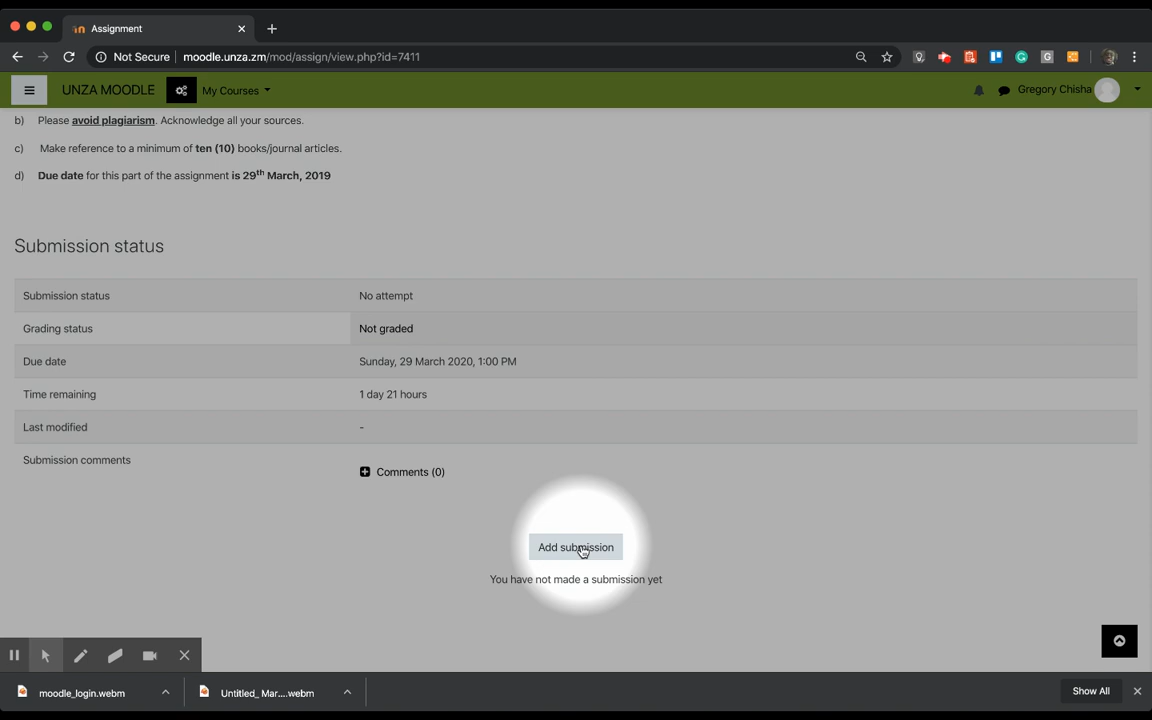 Assignment
Not Secure | moodle.unza.zm/mod/assign/view.php?id=7411
UNZA MOODLE My Courses Gregory Chisha
b) Please avoid plagiarism. Acknowledge all your sources.
c) Make reference to a minimum of ten (10) books/journal articles.
d) Due date for this part of the assignment is 29th March, 2019
Submission status
Submission status No attempt
Grading status Not graded
Due date Sunday, 29 March 2020, 1:00 PM
Time remaining 1 day 21 hours
Last modified -
Submission comments
Comments (0)
Add submission
You have not made a submission yet
moodle_login.webm Untitled_ Mar....webm Show All